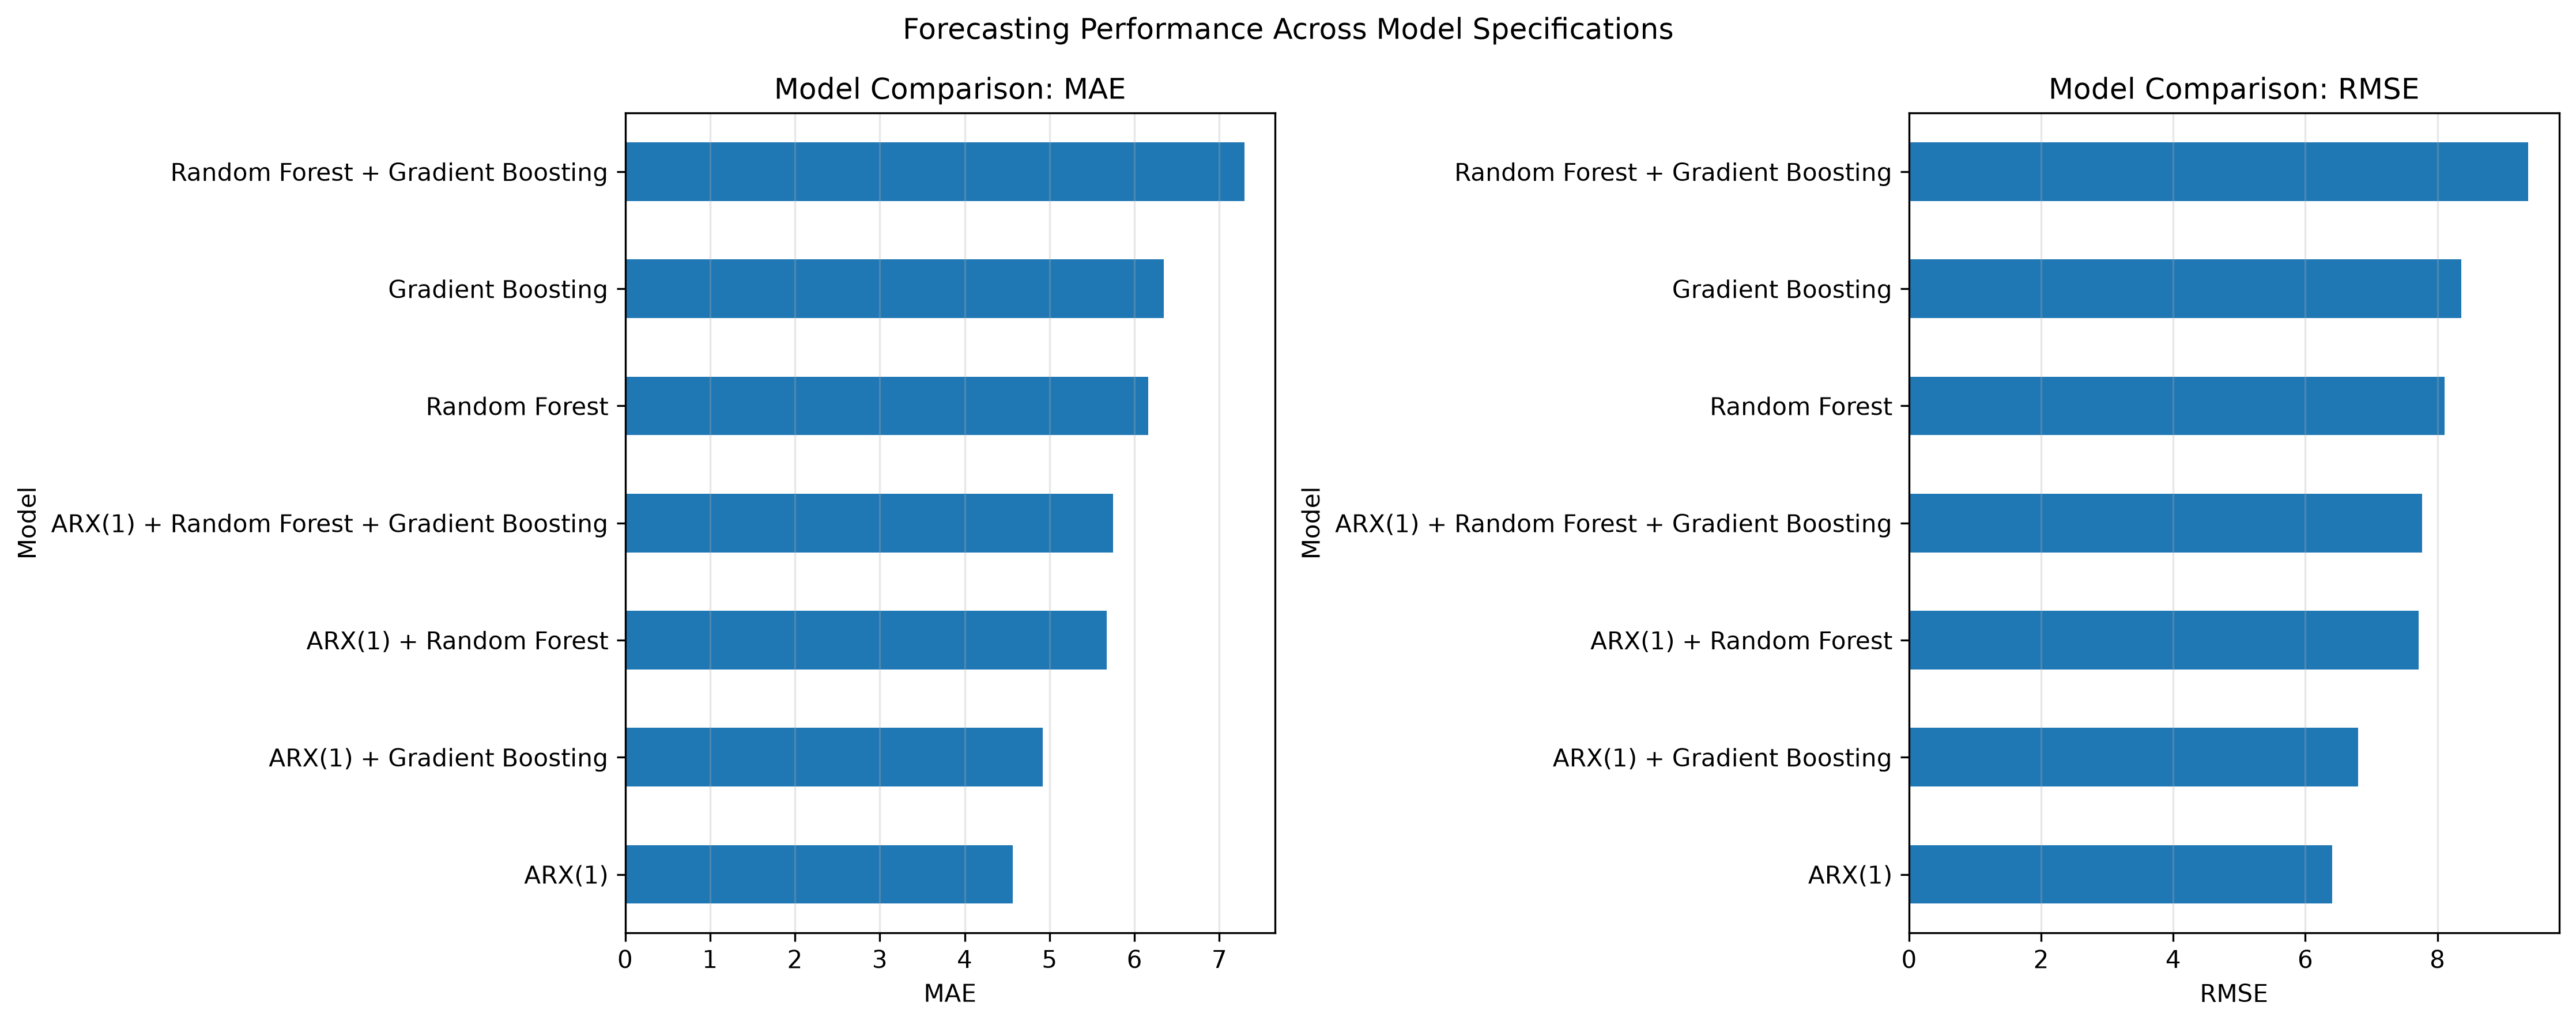 Forecasting Performance Across Model Specifications
Model Comparison: MAE
Model
Random Forest + Gradient Boosting
Gradient Boosting
Random Forest
ARX(1) + Random Forest + Gradient Boosting
ARX(1) + Random Forest
ARX(1) + Gradient Boosting
ARX(1)
0 1 2 3 4 5 6 7
MAE
Model Comparison: RMSE
Model
Random Forest + Gradient Boosting
Gradient Boosting
Random Forest
ARX(1) + Random Forest + Gradient Boosting
ARX(1) + Random Forest
ARX(1) + Gradient Boosting
ARX(1)
0 2 4 6 8
RMSE